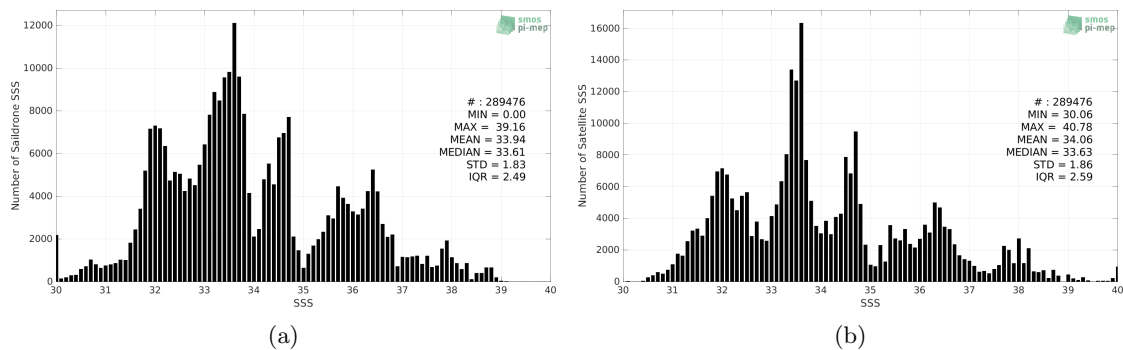 smos
pi-mep
12000
10000
8000
6000
4000
2000
0
Number of Saildrone SSS
# : 289476
MIN = 0.00
MAX = 39.16
MEAN = 33.94
MEDIAN = 33.61
STD = 1.83
IQR = 2.49
30 31 32 33 34 35 36 37 38 39 40
SSS
(a)
smos
pi-mep
16000
14000
12000
10000
8000
6000
4000
2000
0
Number of Satellite SSS
# : 289476
MIN = 30.06
MAX = 40.78
MEAN = 34.06
MEDIAN = 33.63
STD = 1.86
IQR = 2.59
30 31 32 33 34 35 36 37 38 39 40
SSS
(b)